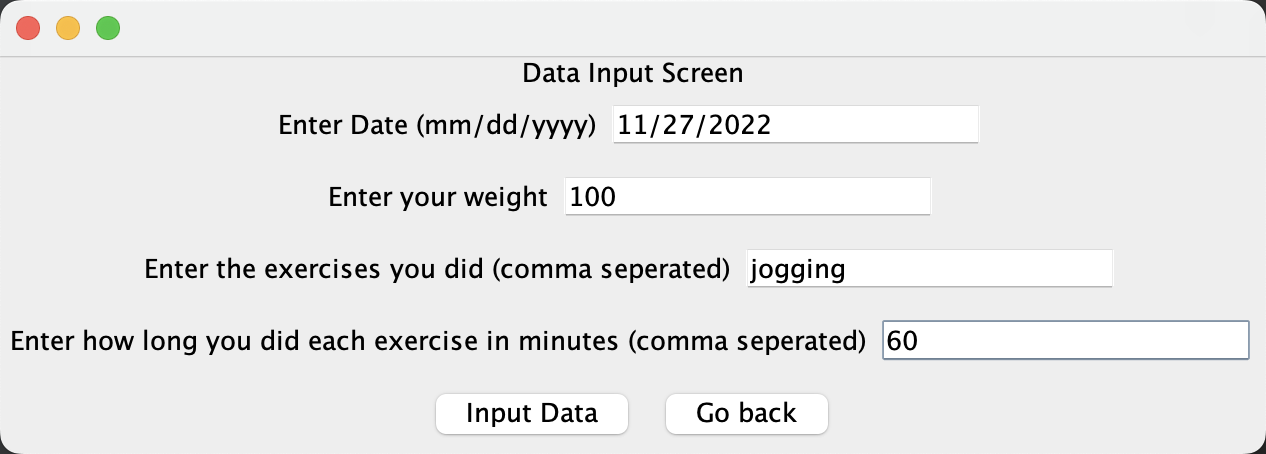 Data Input Screen
Enter Date (mm/dd/yyyy) 11/27/2022
Enter your weight 100
Enter the exercises you did (comma seperated) jogging
Enter how long you did each exercise in minutes (comma seperated) 60
Input Data Go back